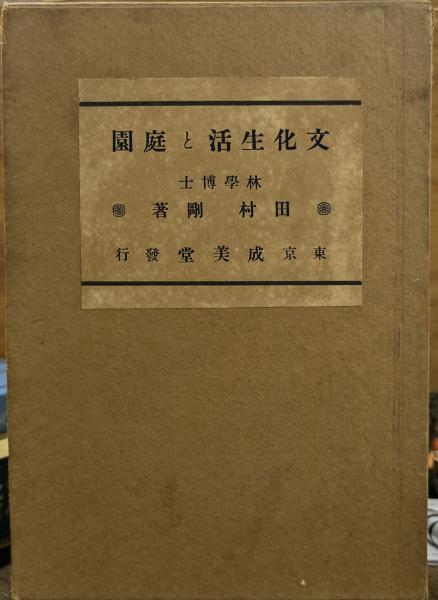 文化生活と庭園
林學博士
田村剛著
東京成美堂發行